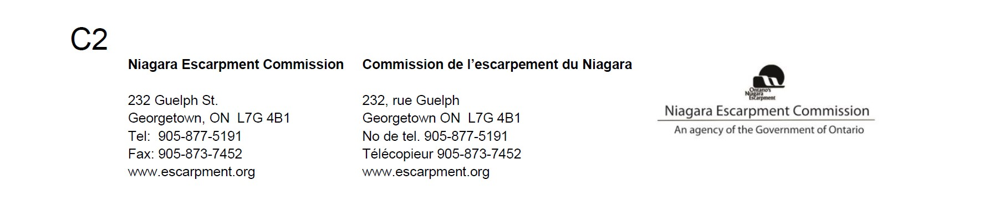 C2
Niagara Escarpment Commission
232 Guelph St.
Georgetown, ON  L7G 4B1
Tel:  905-877-5191
Fax: 905-873-7452
www.escarpment.org
Commission de l’escarpement du Niagara
232, rue Guelph
Georgetown ON  L7G 4B1
No de tel. 905-877-5191
Télécopieur 905-873-7452
www.escarpment.org
Ontario's
Niagara
Escarpment
Niagara Escarpment Commission
An agency of the Government of Ontario